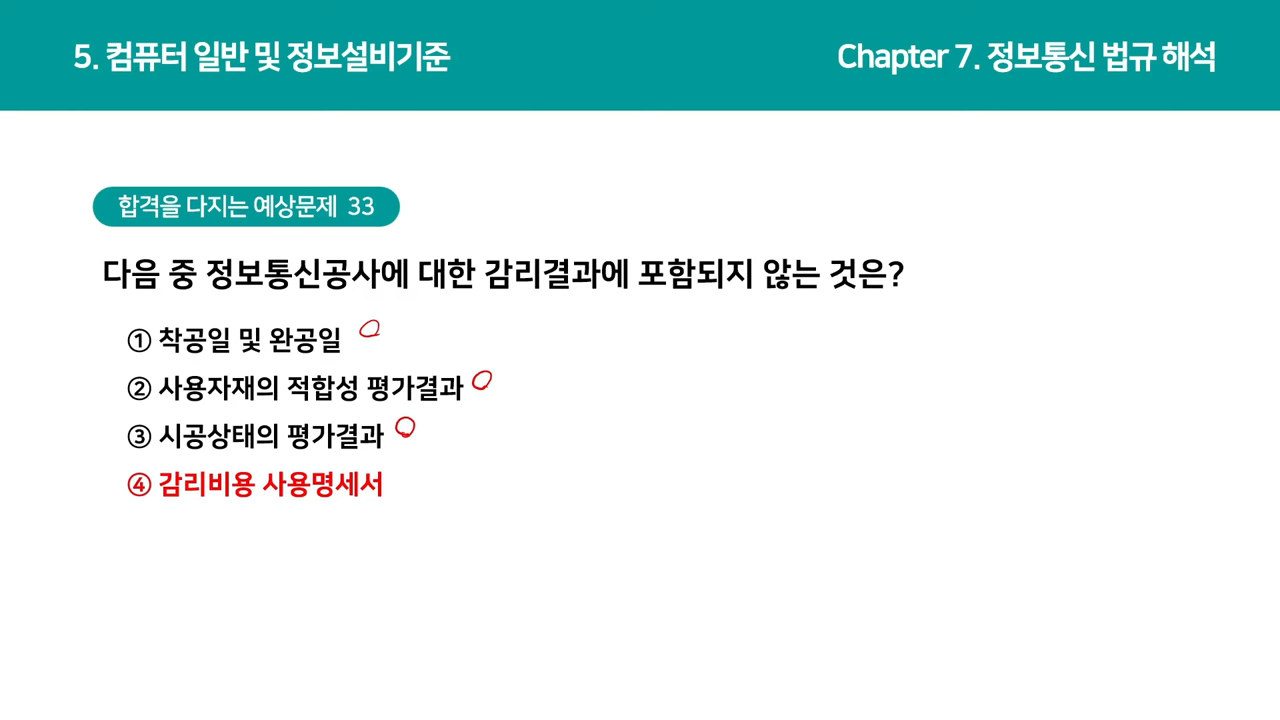 5. 컴퓨터 일반 및 정보설비기준
Chapter 7. 정보통신 법규 해석
합격을 다지는 예상문제 33
다음 중 정보통신공사에 대한 감리결과에 포함되지 않는 것은?
① 착공일 및 완공일
② 사용자재의 적합성 평가결과
③ 시공상태의 평가결과
④ 감리비용 사용명세서